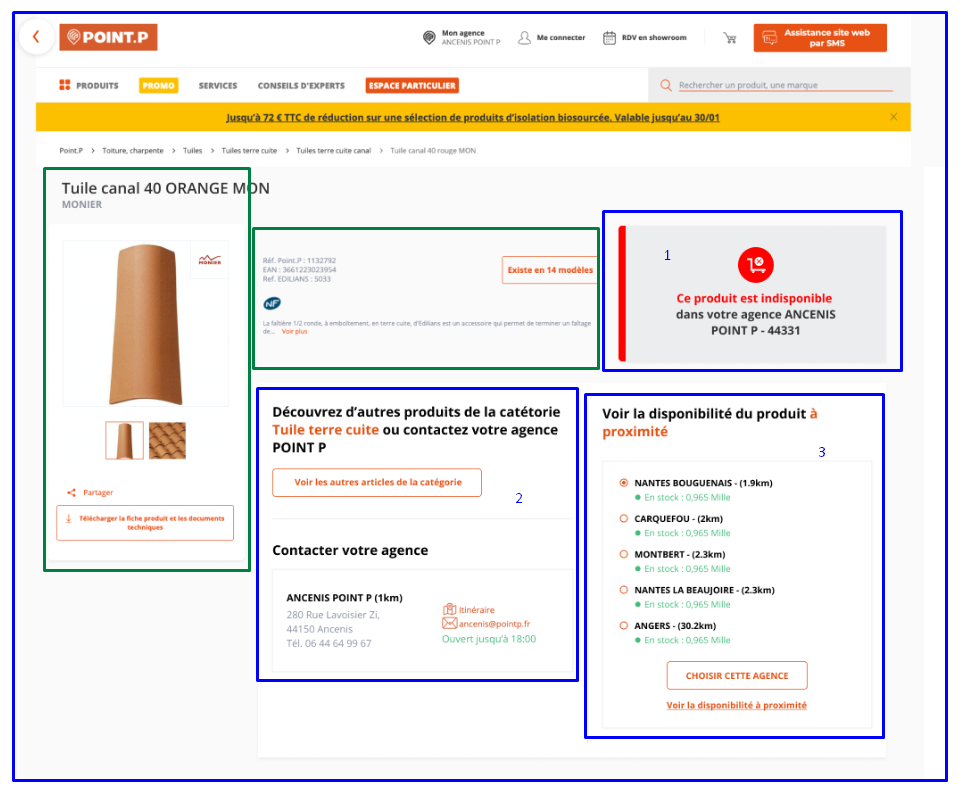 POINT.P
Mon agence
ANCENIS POINT P
Me connecter
RDV en showroom
Assistance site web
par SMS
PRODUITS
PROMO
SERVICES
CONSEILS D'EXPERTS
ESPACE PARTICULIER
Rechercher un produit, une marque
Jusqu'à 72 € TTC de réduction sur une sélection de produits d'isolation biosourcée. Valable jusqu'au 30/01
Point.P > Toiture, charpente > Tuiles > Tuiles terre cuite > Tuiles terre cuite canal > Tuile canal 40 rouge MON
Tuile canal 40 ORANGE MON
MONIER
MONIER
Partager
Télécharger la fiche produit et les documents
techniques
Réf. Point.P : 1132792
EAN : 3661223023954
Ref. EDILIANS : 5033
Existe en 14 modèles
NF
La faîtière 1/2 ronde, à emboîtement, en terre cuite, d'Edilians est un accessoire qui permet de terminer un faîtage
de... Voir plus
1
Ce produit est indisponible
dans votre agence ANCENIS
POINT P - 44331
Découvrez d'autres produits de la catétorie
Tuile terre cuite ou contactez votre agence
POINT P
Voir les autres articles de la catégorie
2
Contacter votre agence
ANCENIS POINT P (1km)
280 Rue Lavoisier Zi,
44150 Ancenis
Tél. 06 44 64 99 67
Itinéraire
ancenis@pointp.fr
Ouvert jusqu'à 18:00
Voir la disponibilité du produit à
proximité
3
NANTES BOUGUENAIS - (1.9km)
En stock : 0,965 Mille
CARQUEFOU - (2km)
En stock : 0,965 Mille
MONTBERT - (2.3km)
En stock : 0,965 Mille
NANTES LA BEAUJOIRE - (2.3km)
En stock : 0,965 Mille
ANGERS - (30.2km)
En stock : 0,965 Mille
CHOISIR CETTE AGENCE
Voir la disponibilité à proximité